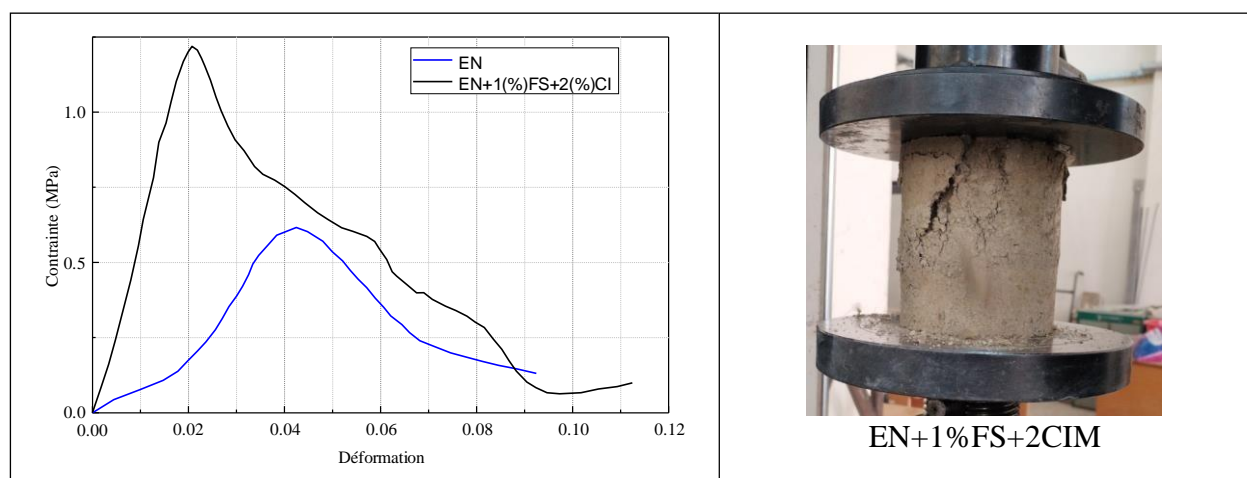 EN
EN+1(%)FS+2(%)CI
1.0
0.5
0.0
Contrainte (MPa)
0.00 0.02 0.04 0.06 0.08 0.10 0.12
Déformation
EN+1%FS+2CIM